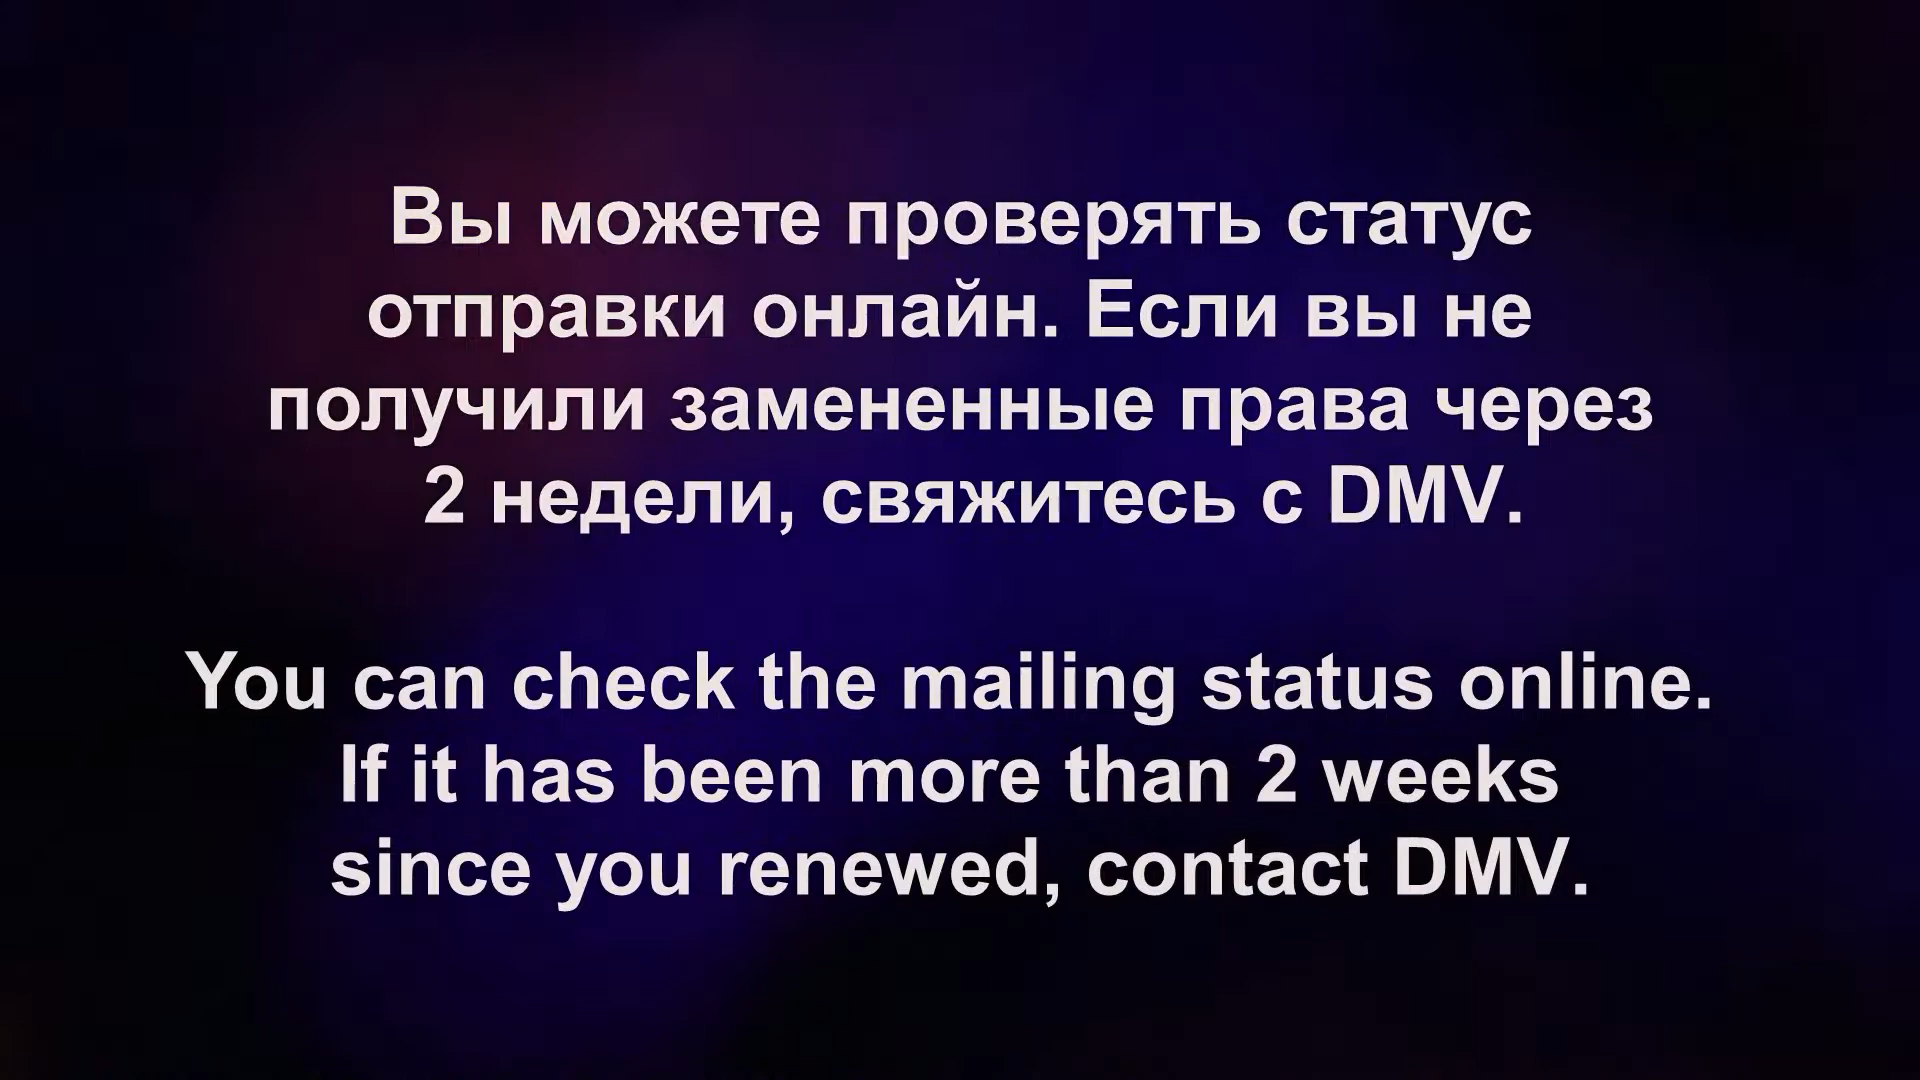 Вы можете проверять статус
отправки онлайн. Если вы не
получили замененные права через
2 недели, свяжитесь с DMV.
You can check the mailing status online.
If it has been more than 2 weeks
since you renewed, contact DMV.